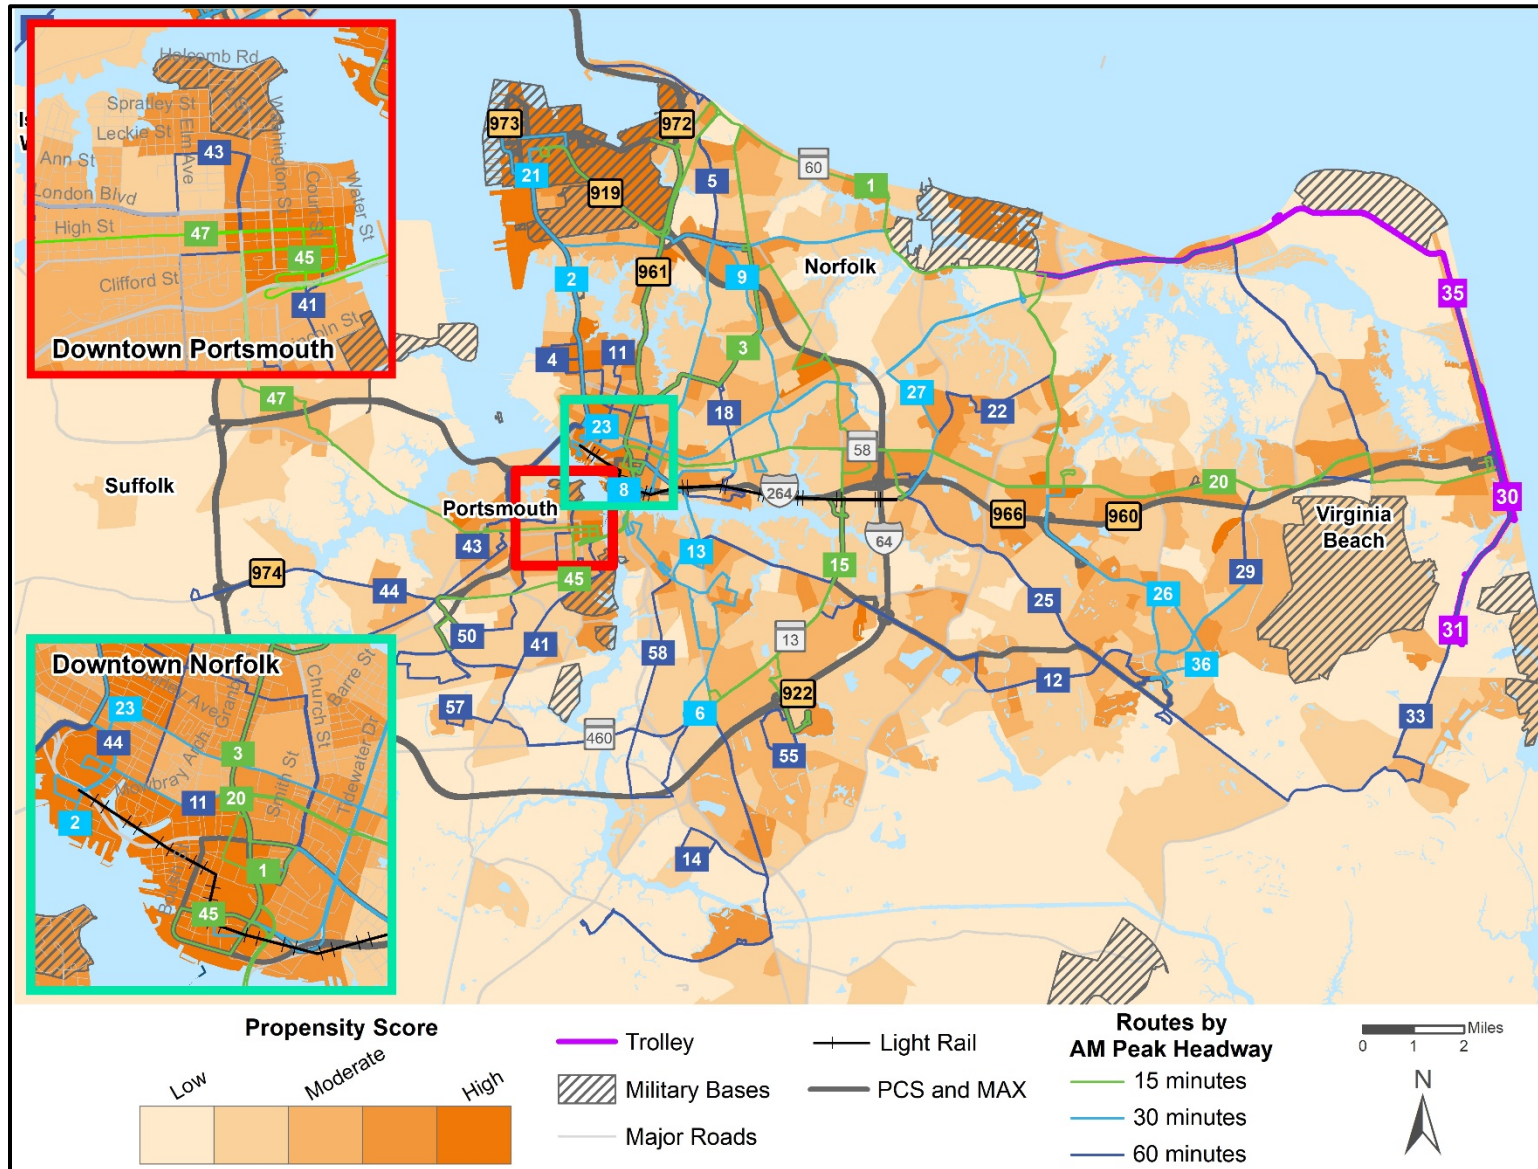 Holcomb Rd
Spratley St
Leckie St
Elm Ave
Washington St
Ann St
43
London Blvd
Court St
Water St
High St
47
45
Clifford St
41
Lincoln St
Downtown Portsmouth
973
972
21
919
5
60
1
2
961
9
Norfolk
35
4
11
3
27
22
18
47
23
58
Suffolk
8
264
20
30
Portsmouth
966
960
Virginia
Beach
43
13
64
974
44
45
15
29
26
25
50
41
58
13
31
36
12
57
6
922
33
460
55
14
Downtown Norfolk
Church St
Barre St
23
44
3
Mowbray Arch
Smith St
Tidewater Dr
11
20
2
1
45
Propensity Score
Low
Moderate
High
Trolley
Light Rail
Military Bases
PCS and MAX
Major Roads
Routes by
AM Peak Headway
15 minutes
30 minutes
60 minutes
Miles
0 1 2
N